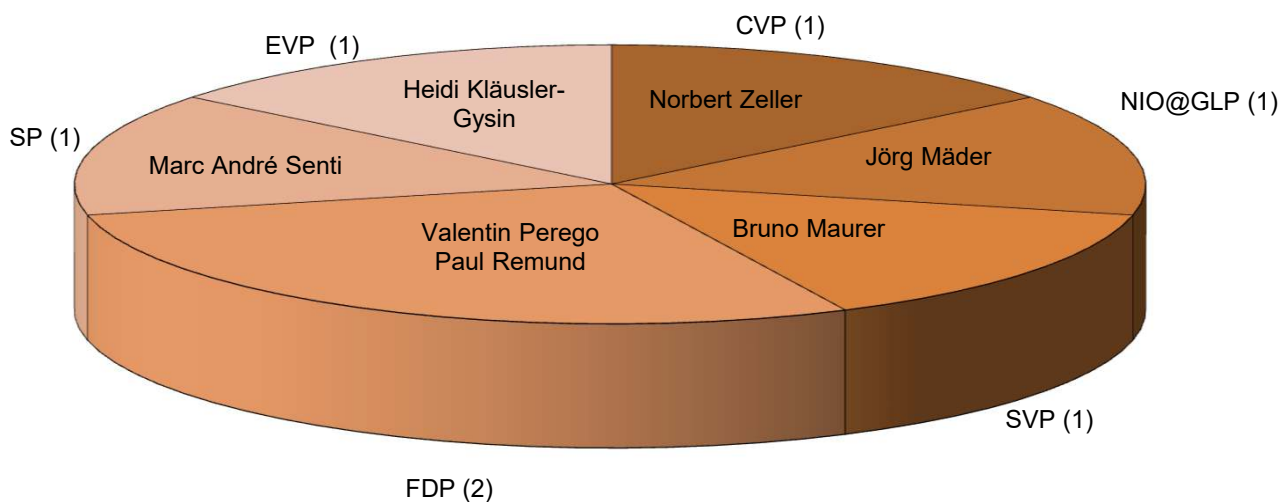 CVP (1)
EVP (1)
Heidi Kläusler-
Gysin
Norbert Zeller
NIO@GLP (1)
SP (1)
Marc André Senti
Jörg Mäder
Valentin Perego
Paul Remund
Bruno Maurer
SVP (1)
FDP (2)